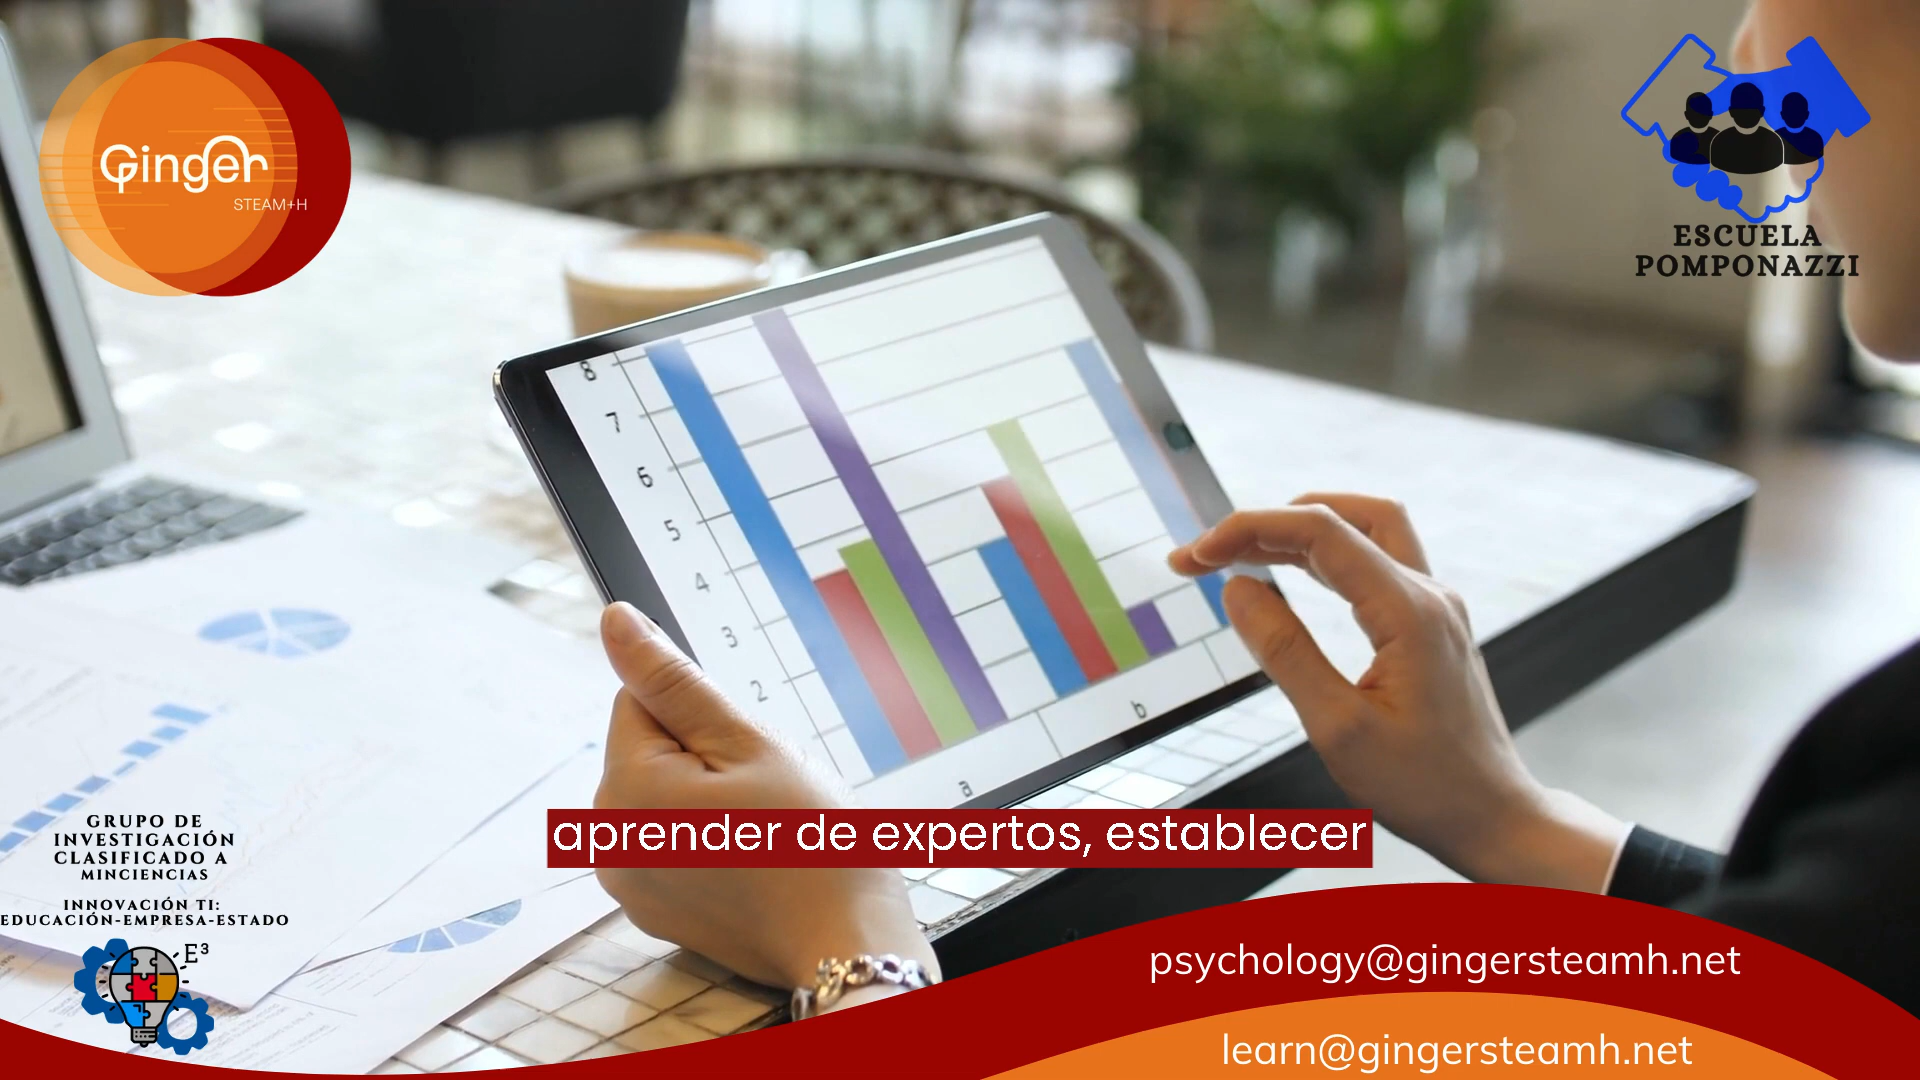 Ginger
STEAM+H
ESCUELA
POMPONAZZI
8
7
6
5
4
3
2
a
b
aprender de expertos, establecer
GRUPO DE
INVESTIGACIÓN
CLASIFICADO A
MINCIENCIAS
INNOVACIÓN TI:
EDUCACIÓN-EMPRESA-ESTADO
E³
psychology@gingersteamh.net
learn@gingersteamh.net